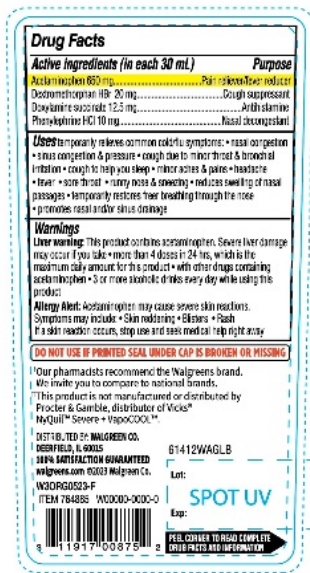 Drug Facts
Active ingredients (in each 30 mL) Purpose
Acetaminophen 650 mg Pain reliever/fever reducer
Dextromethorphan HBr 20 mg Cough suppressant
Doxylamine succinate 12.5 mg Antihistamine
Phenylephrine HCl 10 mg Nasal decongestant
Uses temporarily relieves common cold/flu symptoms: • nasal congestion
• sinus congestion & pressure • cough due to minor throat & bronchial
irritation • cough to help you sleep • minor aches & pains • headache
• fever • sore throat • runny nose & sneezing • reduces swelling of nasal
passages • temporarily restores freer breathing through the nose
• promotes nasal and/or sinus drainage
Warnings
Liver warning: This product contains acetaminophen. Severe liver damage
may occur if you take • more than 4 doses in 24 hrs, which is the
maximum daily amount for this product • with other drugs containing
acetaminophen • 3 or more alcoholic drinks every day while using this
product
Allergy Alert: Acetaminophen may cause severe skin reactions.
Symptoms may include: • Skin reddening • Blisters • Rash
If a skin reaction occurs, stop use and seek medical help right away
DO NOT USE IF PRINTED SEAL UNDER CAP IS BROKEN OR MISSING
†Our pharmacists recommend the Walgreens brand.
We invite you to compare to national brands.
††This product is not manufactured or distributed by
Procter & Gamble, distributor of Vicks®
NyQuil™ Severe + VapoCOOL™.
DISTRIBUTED BY: WALGREEN CO.
DEERFIELD, IL 60015
100% SATISFACTION GUARANTEED
walgreens.com ©2023 Walgreen Co.
W3DRG0523-F
ITEM 764885 W00000-0000-0
3 11917 00875 2
61412WAGLB
Lot:
SPOT UV
Exp:
PEEL CORNER TO READ COMPLETE
DRUG FACTS AND INFORMATION